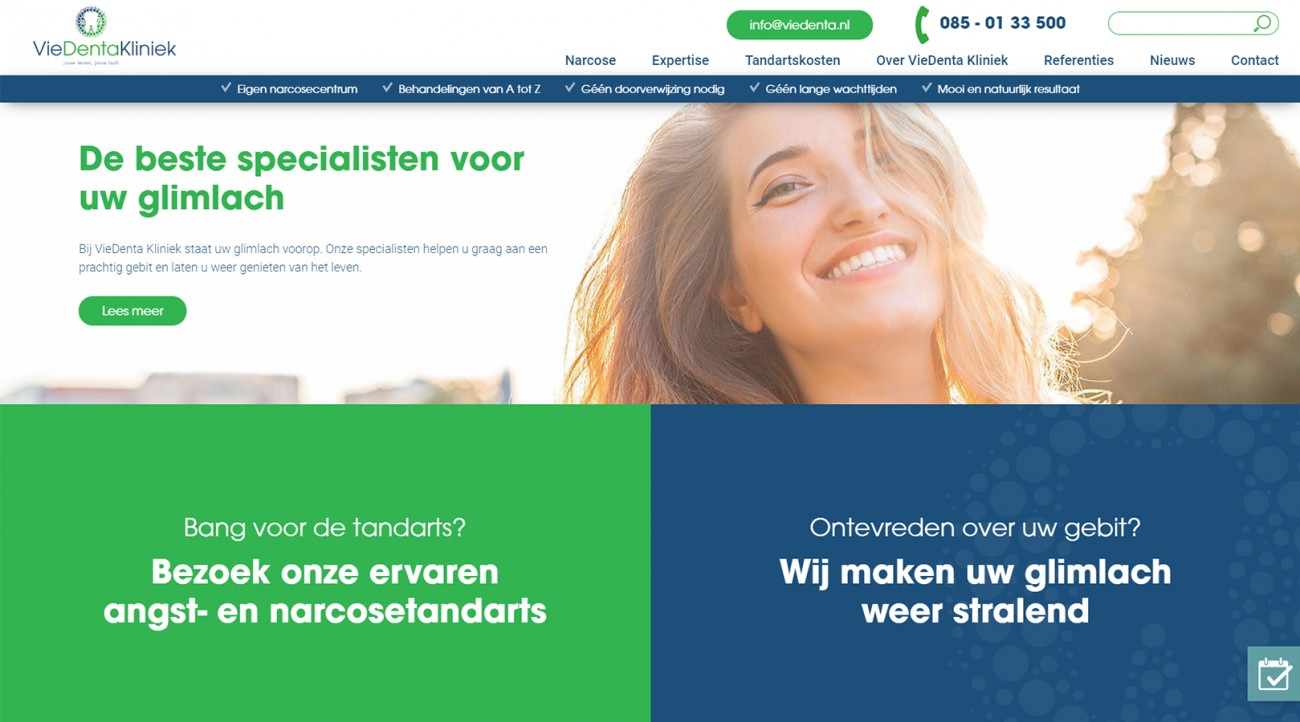 info@viedenta.nl
085 - 01 33 500
VieDentaKliniek
jouw leven, jouw lach
Narcose Expertise Tandartskosten Over VieDenta Kliniek Referenties Nieuws Contact
Eigen narcosecentrum Behandelingen van A tot Z Géén doorverwijzing nodig Géén lange wachttijden Mooi en natuurlijk resultaat
De beste specialisten voor
uw glimlach
Bij VieDenta Kliniek staat uw glimlach voorop. Onze specialisten helpen u graag aan een
prachtig gebit en laten u weer genieten van het leven.
Lees meer
Bang voor de tandarts?
Bezoek onze ervaren
angst- en narcosetandarts
Ontevreden over uw gebit?
Wij maken uw glimlach
weer stralend